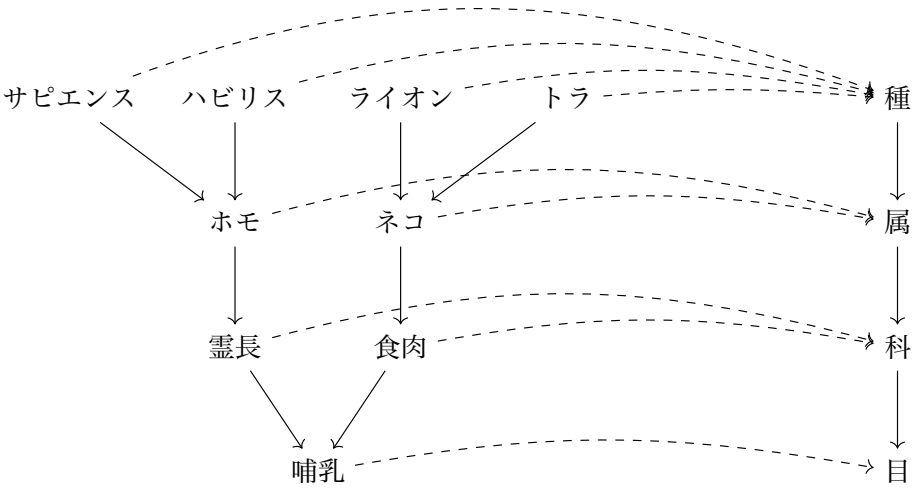 サピエンス ハビリス ライオン トラ 種
ホモ ネコ 属
霊長 食肉 科
哺乳 目